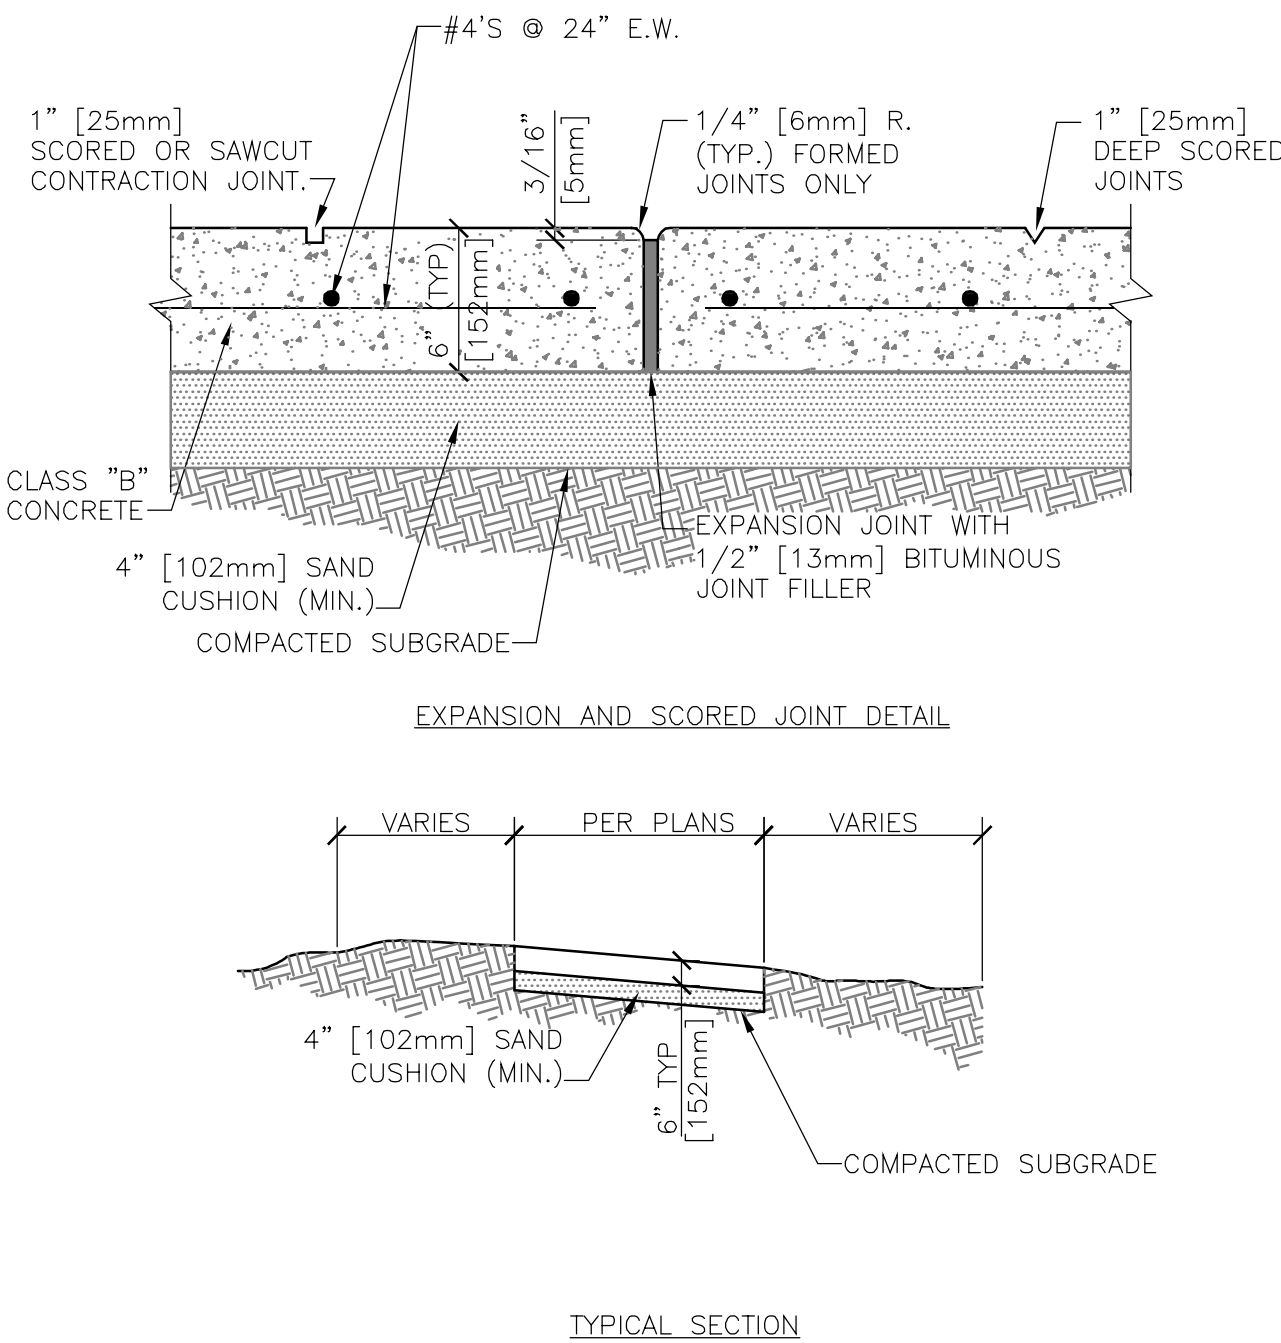 #4'S @ 24" E.W.
1" [25mm]
SCORED OR SAWCUT
CONTRACTION JOINT.
3/16"
[5mm]
1/4" [6mm] R.
(TYP.) FORMED
JOINTS ONLY
1" [25mm]
DEEP SCORED
JOINTS
6" (TYP)
[152mm]
CLASS "B"
CONCRETE
4" [102mm] SAND
CUSHION (MIN.)
COMPACTED SUBGRADE
EXPANSION JOINT WITH
1/2" [13mm] BITUMINOUS
JOINT FILLER
EXPANSION AND SCORED JOINT DETAIL
VARIES
PER PLANS
VARIES
4" [102mm] SAND
CUSHION (MIN.)
6" TYP
[152mm]
COMPACTED SUBGRADE
TYPICAL SECTION